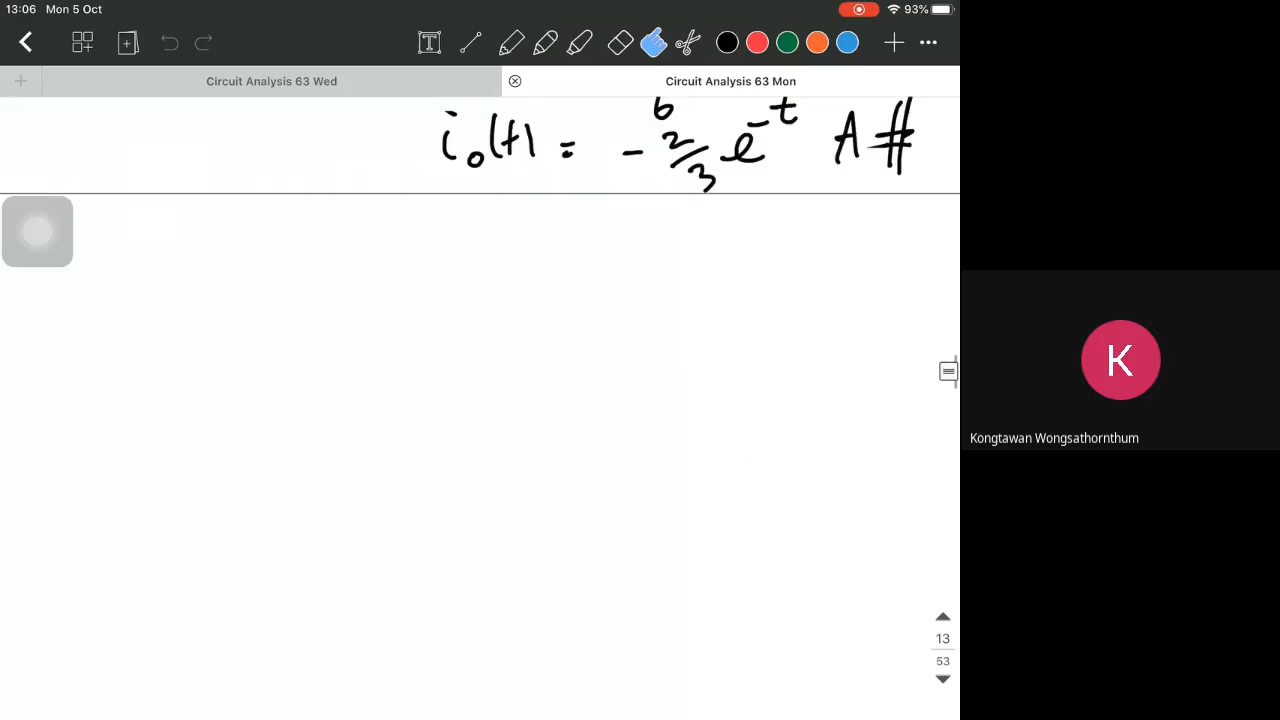 13:06 Mon 5 Oct
93%
Circuit Analysis 63 Wed
Circuit Analysis 63 Mon
6
i₀(t) = - 2/3 e^-t A #
K
Kongtawan Wongsathornthum
13
53